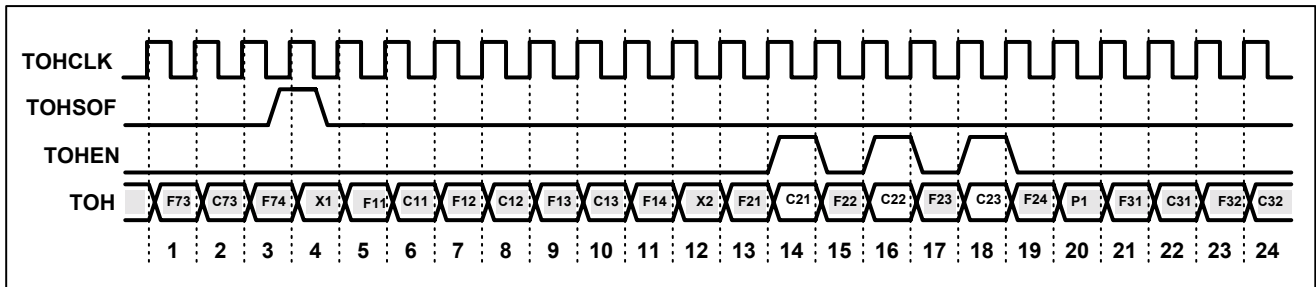 TOHCLK
TOHSOF
TOHEN
TOH F73 C73 F74 X1 F11 C11 F12 C12 F13 C13 F14 X2 F21 C21 F22 C22 F23 C23 F24 P1 F31 C31 F32 C32
1 2 3 4 5 6 7 8 9 10 11 12 13 14 15 16 17 18 19 20 21 22 23 24